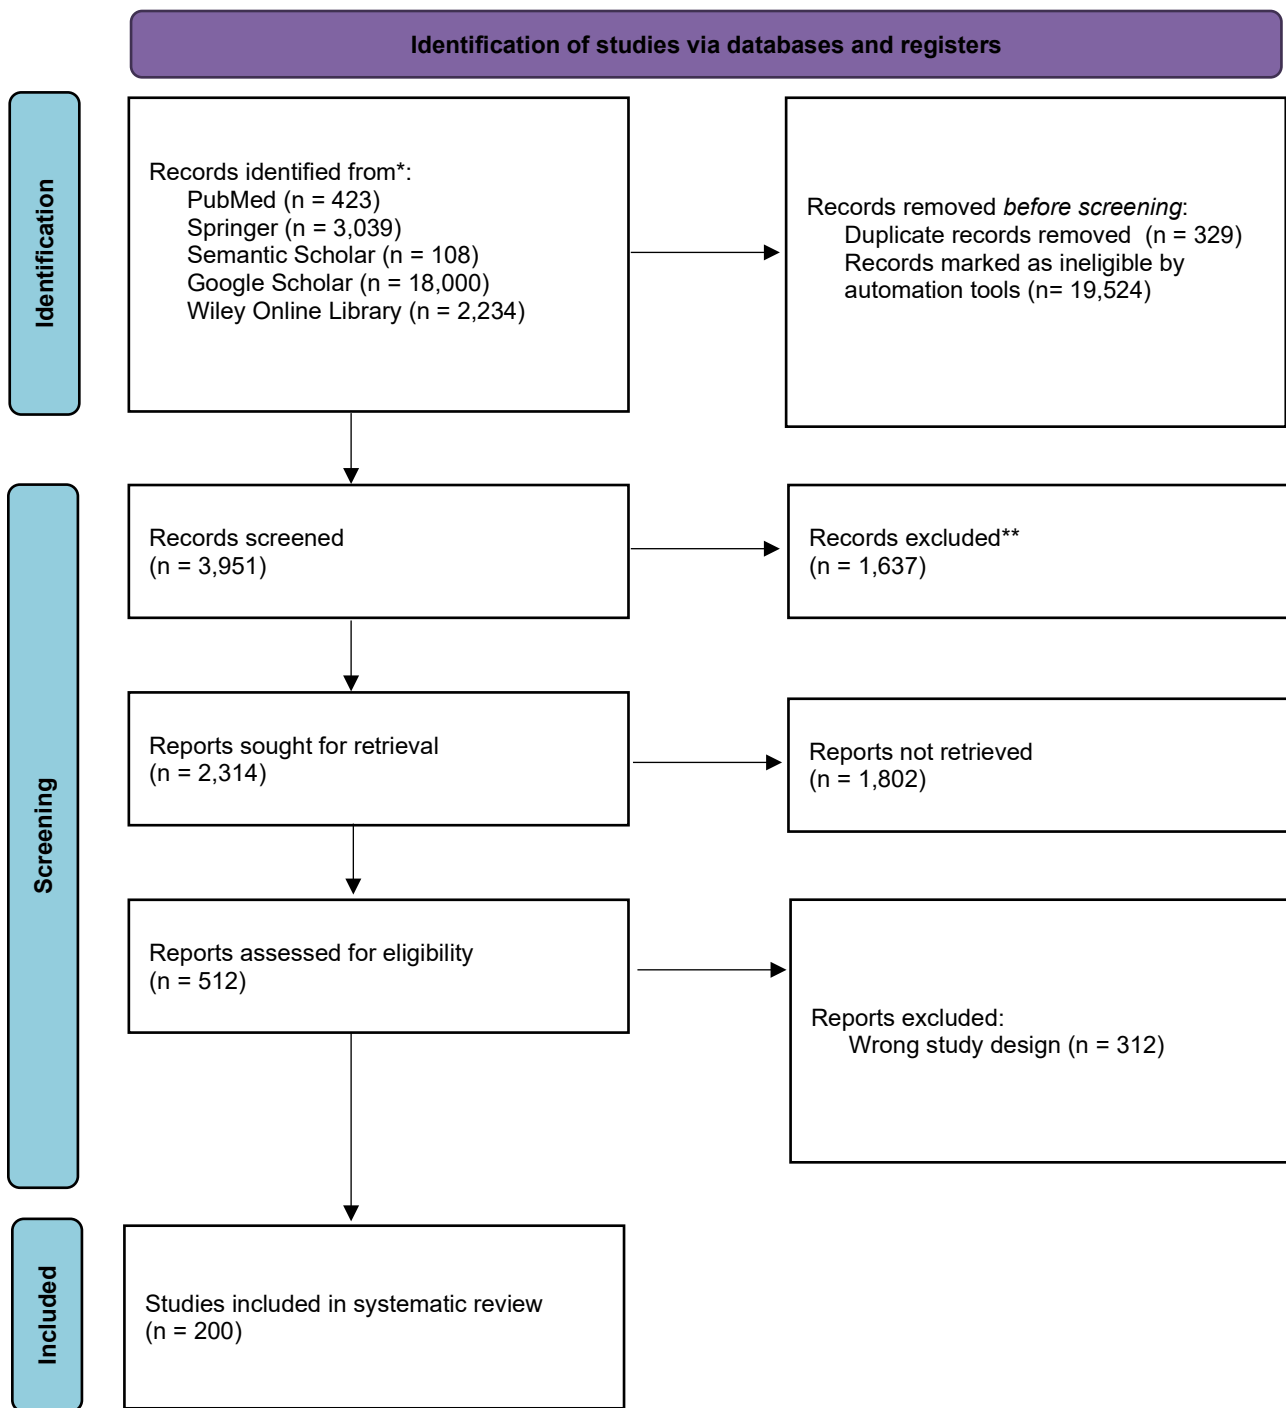 Identification of studies via databases and registers
Identification
Records identified from*:
PubMed (n = 423)
Springer (n = 3,039)
Semantic Scholar (n = 108)
Google Scholar (n = 18,000)
Wiley Online Library (n = 2,234)
Records removed before screening:
Duplicate records removed  (n = 329)
Records marked as ineligible by
automation tools (n= 19,524)
Screening
Records screened
(n = 3,951)
Records excluded**
(n = 1,637)
Reports sought for retrieval
(n = 2,314)
Reports not retrieved
(n = 1,802)
Reports assessed for eligibility
(n = 512)
Reports excluded:
Wrong study design (n = 312)
Included
Studies included in systematic review
(n = 200)